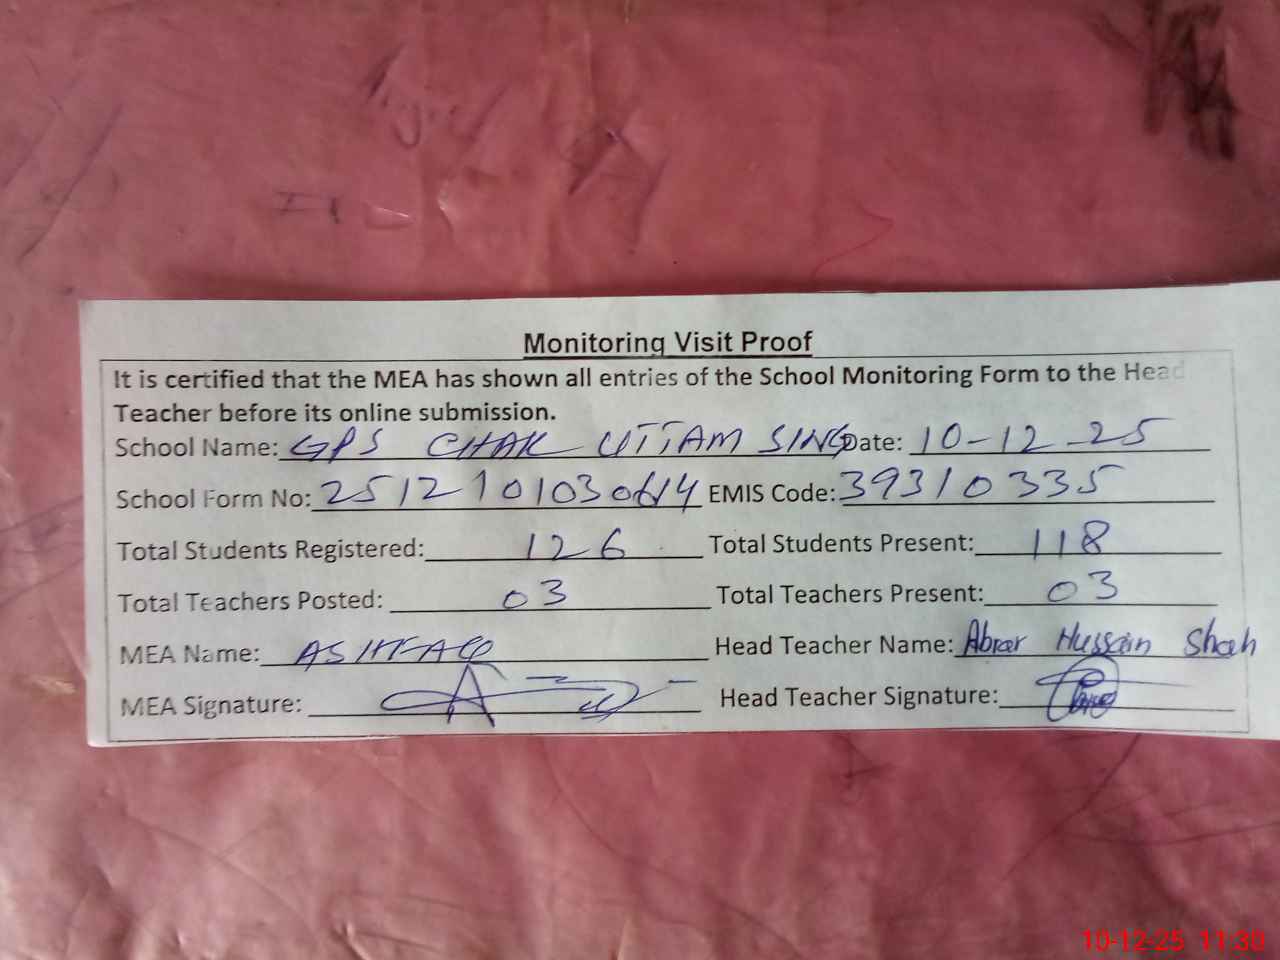 Monitoring Visit Proof
It is certified that the MEA has shown all entries of the School Monitoring Form to the Head
Teacher before its online submission.
School Name: GPS CHAK UTTAM SING Date: 10-12-25
School Form No: EMIS Code: 39310335
Total Students Registered: 126 Total Students Present: 118
Total Teachers Posted: 03 Total Teachers Present: 03
MEA Name: ASHFAQ Head Teacher Name: Abrar Hussain Shah
MEA Signature: Head Teacher Signature:
10-12-25 11:30